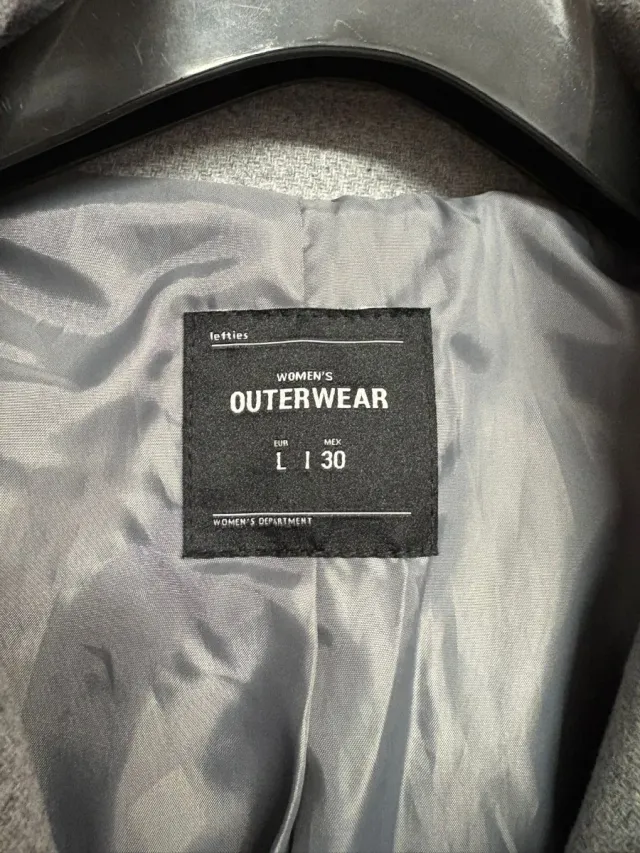 lefties
WOMEN'S
OUTERWEAR
EUR MEX
L | 30
WOMEN'S DEPARTMENT